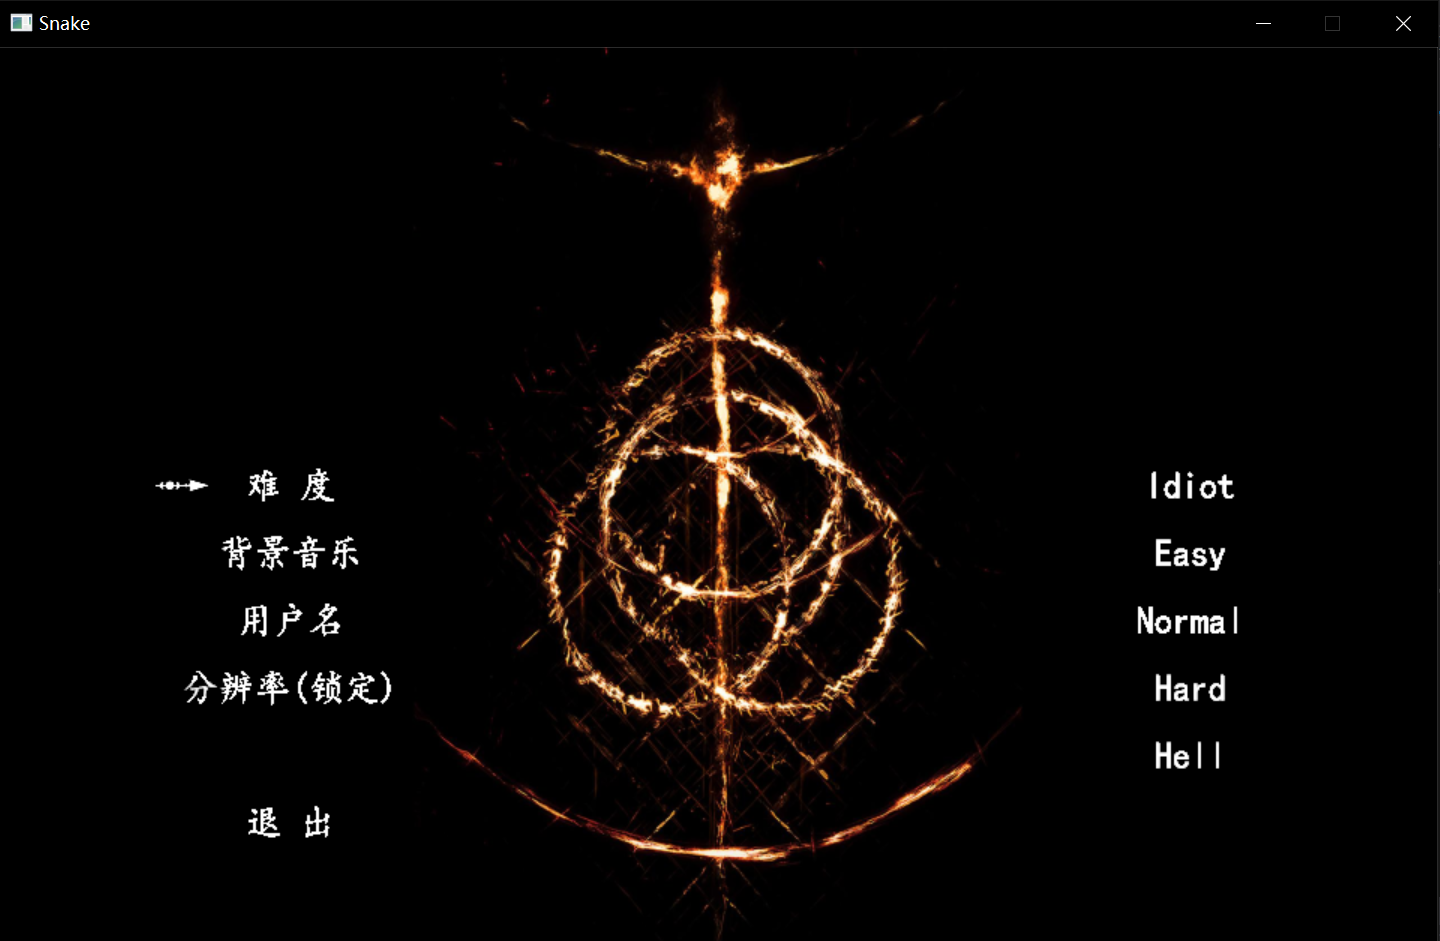 Snake
难 度
背景音乐
用户名
分辨率(锁定)
退 出
Idiot
Easy
Normal
Hard
Hell